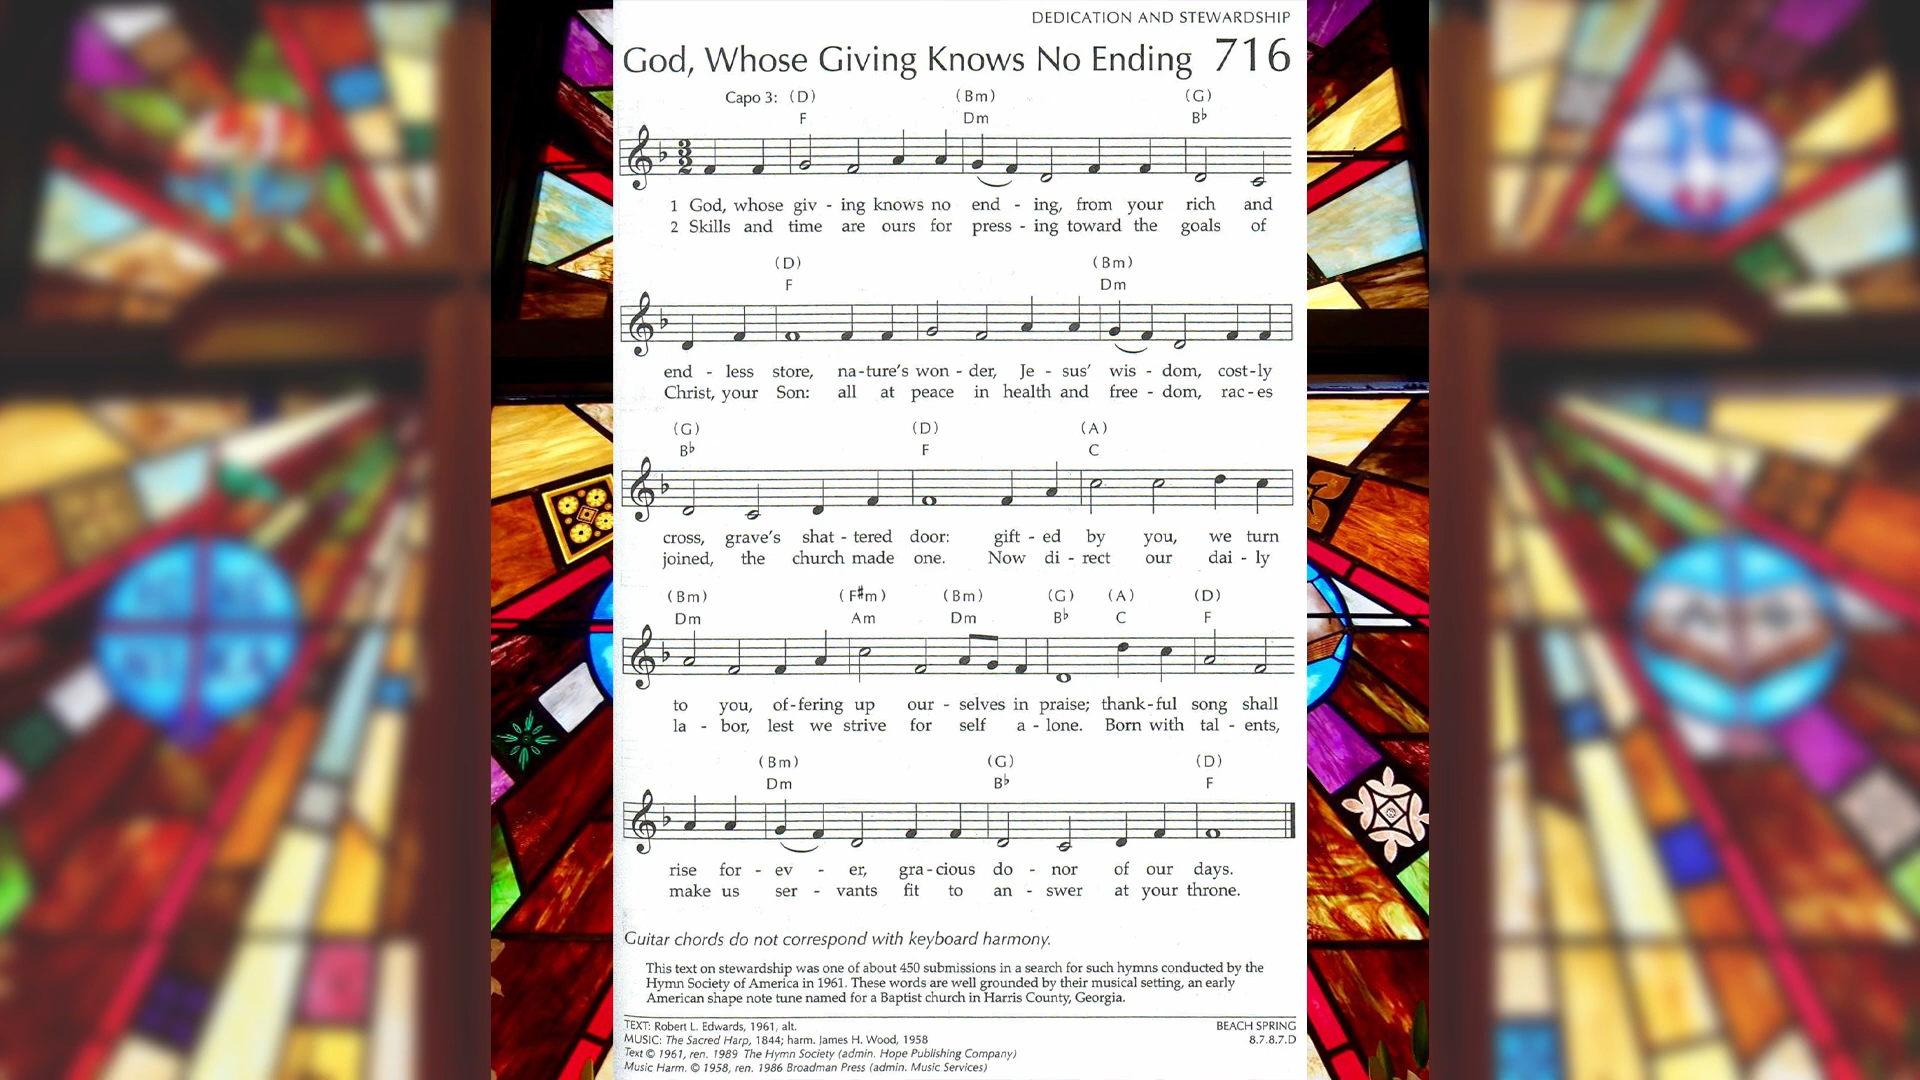 DEDICATION AND STEWARDSHIP
God, Whose Giving Knows No Ending 716
Capo 3: (D) (Bm) (G)
F Dm B♭
1 God, whose giv - ing knows no end - ing, from your rich and
2 Skills and time are ours for press - ing toward the goals of
(D) (Bm)
F Dm
end - less store, na-ture's won - der, Je - sus' wis - dom, cost-ly
Christ, your Son: all at peace in health and free - dom, rac-es
(G) (D) (A)
B♭ F C
cross, grave's shat - tered door: gift - ed by you, we turn
joined, the church made one. Now di - rect our dai - ly
(Bm) (F♯m) (Bm) (G) (A) (D)
Dm Am Dm B♭ C F
to you, of-fering up our - selves in praise; thank-ful song shall
la - bor, lest we strive for self a - lone. Born with tal - ents,
(Bm) (G) (D)
Dm B♭ F
rise for - ev - er, gra-cious do - nor of our days.
make us ser - vants fit to an - swer at your throne.
Guitar chords do not correspond with keyboard harmony.
This text on stewardship was one of about 450 submissions in a search for such hymns conducted by the
Hymn Society of America in 1961. These words are well grounded by their musical setting, an early
American shape note tune named for a Baptist church in Harris County, Georgia.
TEXT: Robert L. Edwards, 1961, alt. BEACH SPRING
MUSIC: The Sacred Harp, 1844; harm. James H. Wood, 1958 8.7.8.7.D
Text © 1961, ren. 1989 The Hymn Society (admin. Hope Publishing Company)
Music Harm. © 1958, ren. 1986 Broadman Press (admin. Music Services)